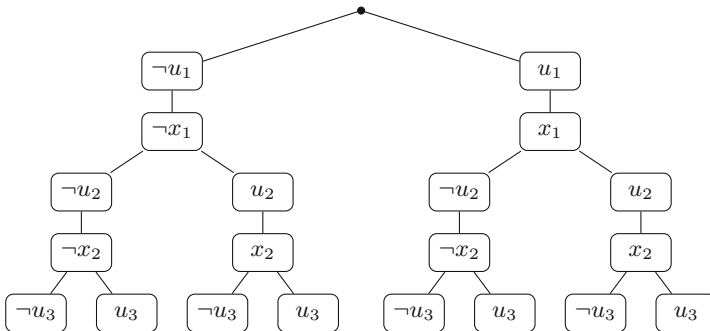 ¬u₁ u₁
¬x₁ x₁
¬u₂ u₂ ¬u₂ u₂
¬x₂ x₂ ¬x₂ x₂
¬u₃ u₃ ¬u₃ u₃ ¬u₃ u₃ ¬u₃ u₃